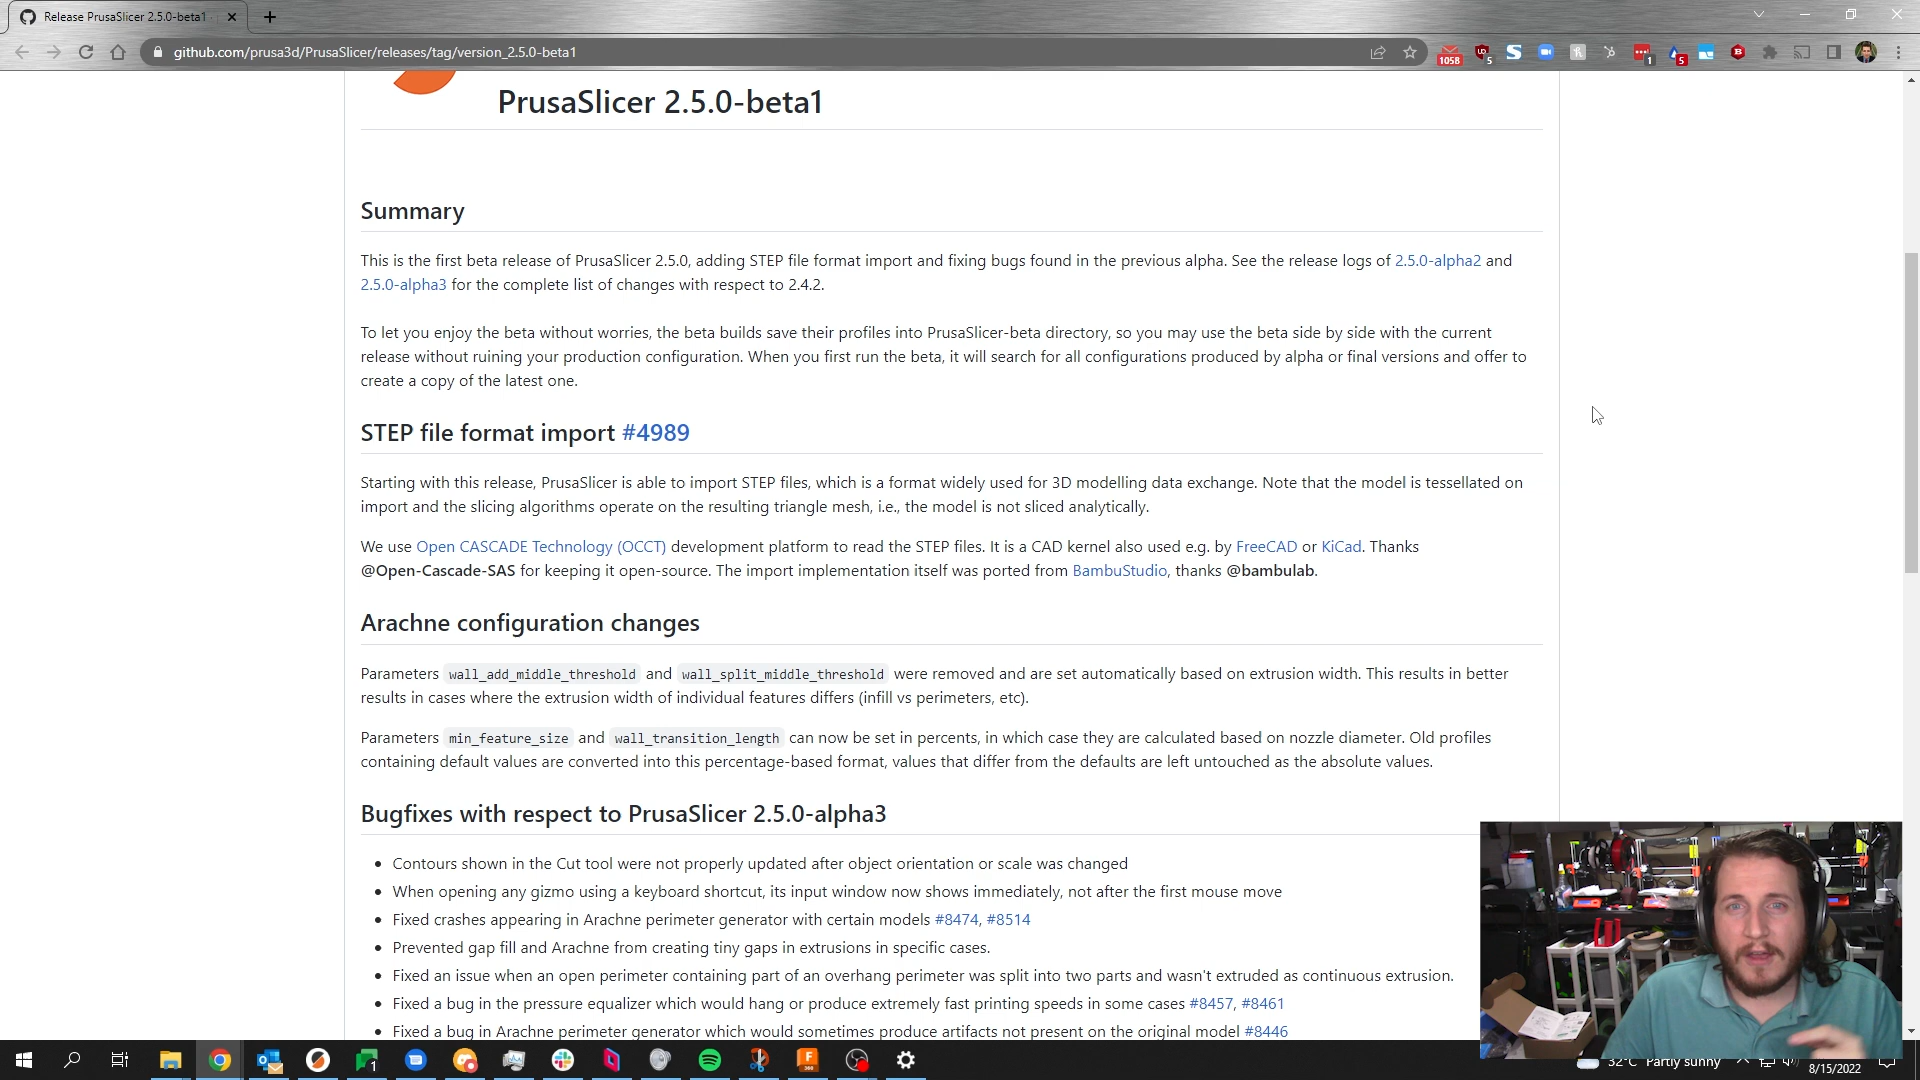 Release PrusaSlicer 2.5.0-beta1
github.com/prusa3d/PrusaSlicer/releases/tag/version_2.5.0-beta1
1058
5
1
5
PrusaSlicer 2.5.0-beta1
Summary
This is the first beta release of PrusaSlicer 2.5.0, adding STEP file format import and fixing bugs found in the previous alpha. See the release logs of 2.5.0-alpha2 and
2.5.0-alpha3 for the complete list of changes with respect to 2.4.2.
To let you enjoy the beta without worries, the beta builds save their profiles into PrusaSlicer-beta directory, so you may use the beta side by side with the current
release without ruining your production configuration. When you first run the beta, it will search for all configurations produced by alpha or final versions and offer to
create a copy of the latest one.
STEP file format import #4989
Starting with this release, PrusaSlicer is able to import STEP files, which is a format widely used for 3D modelling data exchange. Note that the model is tessellated on
import and the slicing algorithms operate on the resulting triangle mesh, i.e., the model is not sliced analytically.
We use Open CASCADE Technology (OCCT) development platform to read the STEP files. It is a CAD kernel also used e.g. by FreeCAD or KiCad. Thanks
@Open-Cascade-SAS for keeping it open-source. The import implementation itself was ported from BambuStudio, thanks @bambulab.
Arachne configuration changes
Parameters wall_add_middle_threshold and wall_split_middle_threshold were removed and are set automatically based on extrusion width. This results in better
results in cases where the extrusion width of individual features differs (infill vs perimeters, etc).
Parameters min_feature_size and wall_transition_length can now be set in percents, in which case they are calculated based on nozzle diameter. Old profiles
containing default values are converted into this percentage-based format, values that differ from the defaults are left untouched as the absolute values.
Bugfixes with respect to PrusaSlicer 2.5.0-alpha3
• Contours shown in the Cut tool were not properly updated after object orientation or scale was changed
• When opening any gizmo using a keyboard shortcut, its input window now shows immediately, not after the first mouse move
• Fixed crashes appearing in Arachne perimeter generator with certain models #8474, #8514
• Prevented gap fill and Arachne from creating tiny gaps in extrusions in specific cases.
• Fixed an issue when an open perimeter containing part of an overhang perimeter was split into two parts and wasn't extruded as continuous extrusion.
• Fixed a bug in the pressure equalizer which would hang or produce extremely fast printing speeds in some cases #8457, #8461
• Fixed a bug in Arachne perimeter generator which would sometimes produce artifacts not present on the original model #8446
32°C Partly sunny
8/15/2022